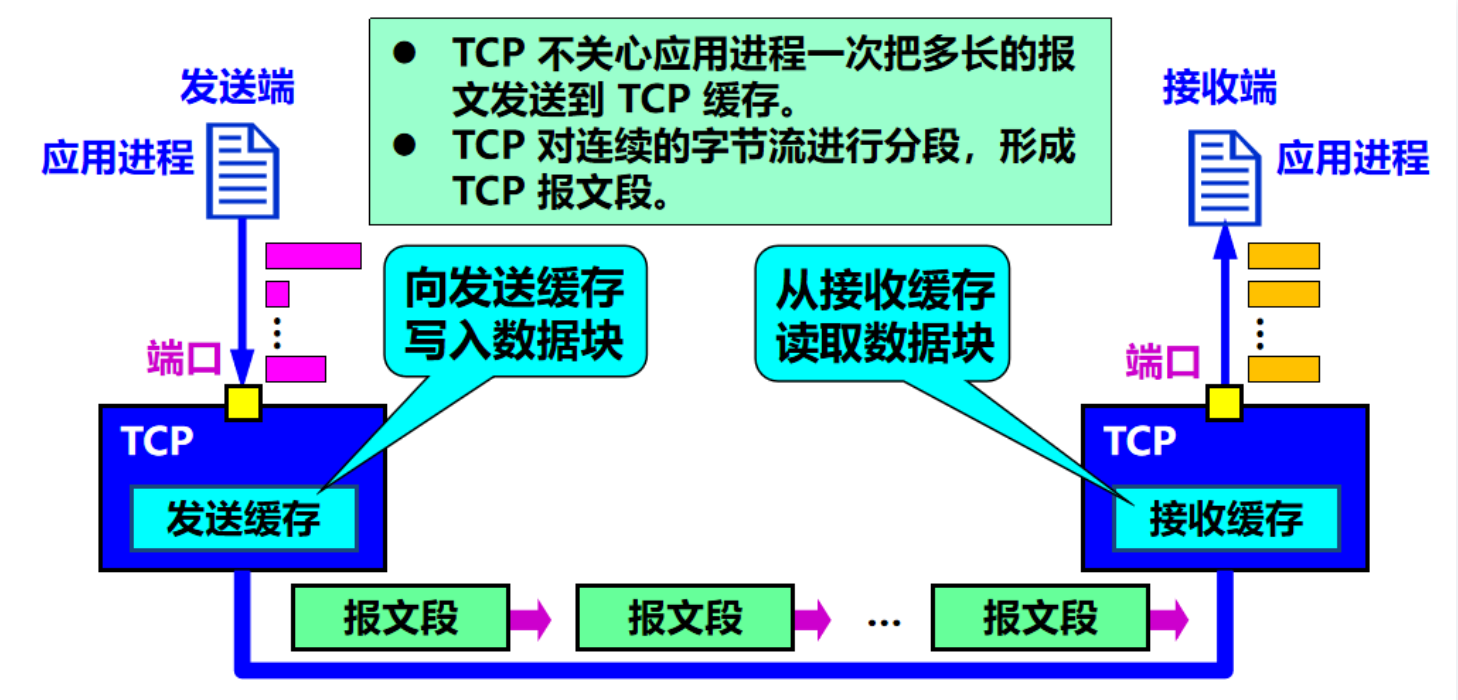 ● TCP 不关心应用进程一次把多长的报
文发送到 TCP 缓存。
● TCP 对连续的字节流进行分段，形成
TCP 报文段。
发送端
应用进程
接收端
应用进程
向发送缓存
写入数据块
从接收缓存
读取数据块
⋮
端口
⋮
端口
TCP
发送缓存
TCP
接收缓存
报文段
报文段
…
报文段